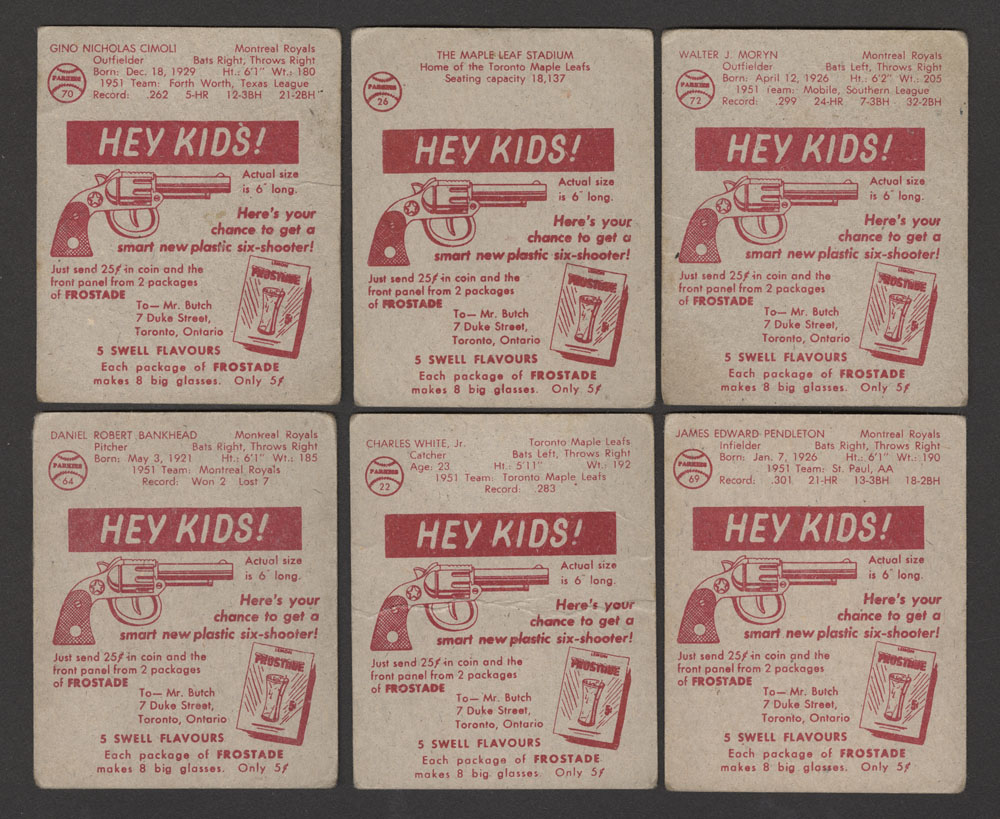 GINO NICHOLAS CIMOLI Montreal Royals
Outfielder Bats Right, Throws Right
Born: Dec. 18, 1929 Ht.: 6'1" Wt.: 180
1951 Team: Forth Worth, Texas League
Record: .262 5-HR 12-3BH 21-2BH
PARKIES
70
HEY KIDS!
Actual size
is 6" long.
Here's your
chance to get a
smart new plastic six-shooter!
Just send 25¢ in coin and the
front panel from 2 packages
of FROSTADE
To— Mr. Butch
7 Duke Street,
Toronto, Ontario
FROSTADE
5 SWELL FLAVOURS
Each package of FROSTADE
makes 8 big glasses. Only 5¢
THE MAPLE LEAF STADIUM
Home of the Toronto Maple Leafs
Seating capacity 18,137
PARKIES
26
HEY KIDS!
Actual size
is 6" long.
Here's your
chance to get a
smart new plastic six-shooter!
Just send 25¢ in coin and the
front panel from 2 packages
of FROSTADE
To— Mr. Butch
7 Duke Street,
Toronto, Ontario
FROSTADE
5 SWELL FLAVOURS
Each package of FROSTADE
makes 8 big glasses. Only 5¢
WALTER J. MORYN Montreal Royals
Outfielder Bats Left, Throws Right
Born: April 12, 1926 Ht.: 6'2" Wt.: 205
1951 Team: Mobile, Southern League
Record: .299 24-HR 7-3BH 32-2BH
PARKIES
72
HEY KIDS!
Actual size
is 6" long.
Here's your
chance to get a
smart new plastic six-shooter!
Just send 25¢ in coin and the
front panel from 2 packages
of FROSTADE
To— Mr. Butch
7 Duke Street,
Toronto, Ontario
FROSTADE
5 SWELL FLAVOURS
Each package of FROSTADE
makes 8 big glasses. Only 5¢
DANIEL ROBERT BANKHEAD Montreal Royals
Pitcher Bats Right, Throws Right
Born: May 3, 1921 Ht.: 6'1" Wt.: 185
1951 Team: Montreal Royals
Record: Won 2 Lost 7
PARKIES
64
HEY KIDS!
Actual size
is 6" long.
Here's your
chance to get a
smart new plastic six-shooter!
Just send 25¢ in coin and the
front panel from 2 packages
of FROSTADE
To— Mr. Butch
7 Duke Street,
Toronto, Ontario
FROSTADE
5 SWELL FLAVOURS
Each package of FROSTADE
makes 8 big glasses. Only 5¢
CHARLES WHITE, Jr. Toronto Maple Leafs
Catcher Bats Left, Throws Right
Age: 23 Ht.: 5'11" Wt.: 192
1951 Team: Toronto Maple Leafs
Record: .283
PARKIES
22
HEY KIDS!
Actual size
is 6" long.
Here's your
chance to get a
smart new plastic six-shooter!
Just send 25¢ in coin and the
front panel from 2 packages
of FROSTADE
To— Mr. Butch
7 Duke Street,
Toronto, Ontario
FROSTADE
5 SWELL FLAVOURS
Each package of FROSTADE
makes 8 big glasses. Only 5¢
JAMES EDWARD PENDLETON Montreal Royals
Infielder Bats Right, Throws Right
Born: Jan. 7, 1926 Ht.: 6'1" Wt.: 190
1951 Team: St. Paul, AA
Record: .301 21-HR 13-3BH 18-2BH
PARKIES
69
HEY KIDS!
Actual size
is 6" long.
Here's your
chance to get a
smart new plastic six-shooter!
Just send 25¢ in coin and the
front panel from 2 packages
of FROSTADE
To— Mr. Butch
7 Duke Street,
Toronto, Ontario
FROSTADE
5 SWELL FLAVOURS
Each package of FROSTADE
makes 8 big glasses. Only 5¢